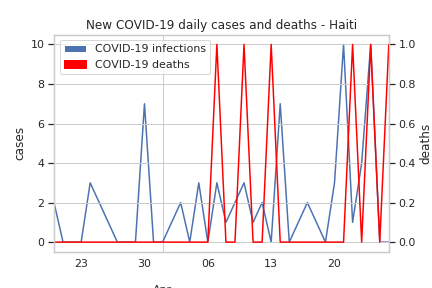 New COVID-19 daily cases and deaths - Haiti
COVID-19 infections
COVID-19 deaths
10
8
6
4
2
0
cases
1.0
0.8
0.6
0.4
0.2
0.0
deaths
23 30 06 13 20